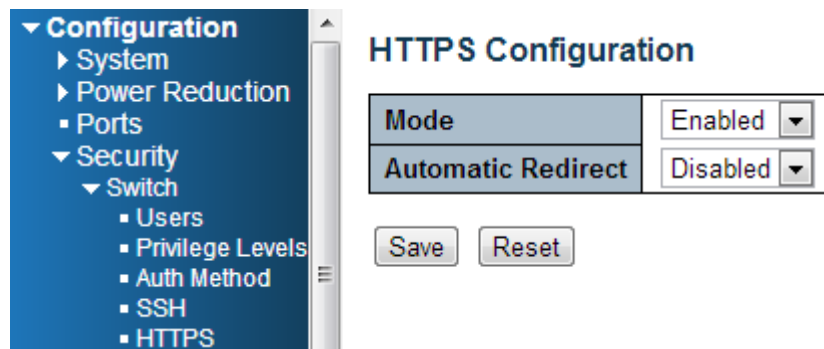 Configuration
System
Power Reduction
Ports
Security
Switch
Users
Privilege Levels
Auth Method
SSH
HTTPS
HTTPS Configuration
Mode Enabled
Automatic Redirect Disabled
Save Reset